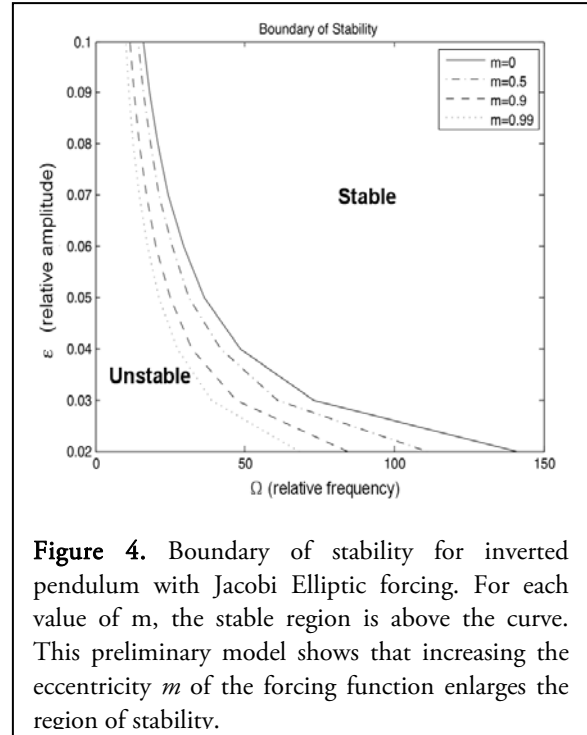 Boundary of Stability
0.1
0.09
0.08
0.07
0.06
0.05
0.04
0.03
0.02
ε (relative amplitude)
m=0
m=0.5
m=0.9
m=0.99
Stable
Unstable
0
50
100
150
Ω (relative frequency)
Figure 4. Boundary of stability for inverted
pendulum with Jacobi Elliptic forcing. For each
value of m, the stable region is above the curve.
This preliminary model shows that increasing the
eccentricity m of the forcing function enlarges the
region of stability.